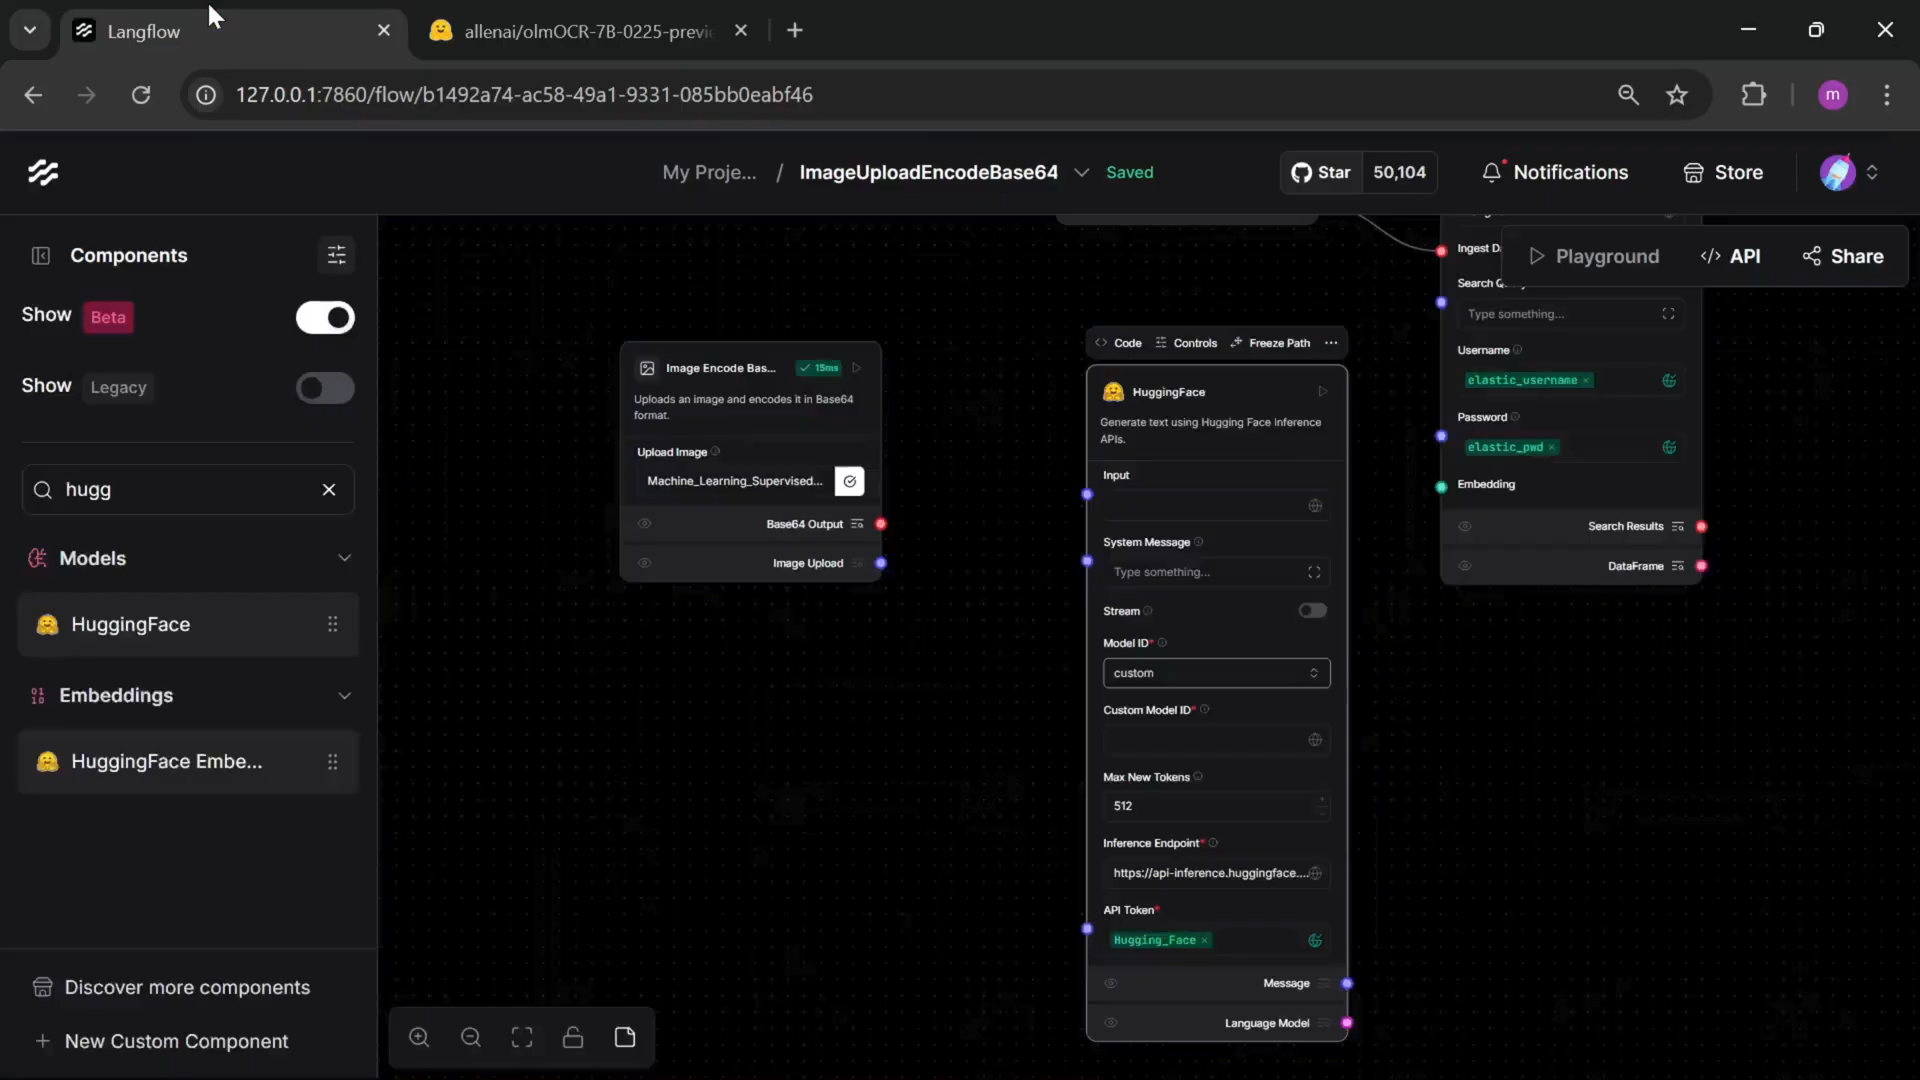 Langflow
allenai/olmOCR-7B-0225-previ
127.0.0.1:7860/flow/b1492a74-ac58-49a1-9331-085bb0eabf46
m
My Proje... / ImageUploadEncodeBase64 Saved
Star 50,104
Notifications
Store
Components
Show Beta
Show Legacy
hugg
Models
HuggingFace
Embeddings
HuggingFace Embe...
Discover more components
New Custom Component
Image Encode Bas... 15ms
Uploads an image and encodes it in Base64
format.
Upload Image
Machine_Learning_Supervised...
Base64 Output
Image Upload
Code Controls Freeze Path
HuggingFace
Generate text using Hugging Face Inference
APIs.
Input
System Message
Type something...
Stream
Model ID*
custom
Custom Model ID*
Max New Tokens
512
Inference Endpoint*
https://api-inference.huggingface....
API Token*
Hugging_Face ×
Message
Language Model
Playground
</> API
Share
Ingest D
Search
Type something...
Username
elastic_username ×
Password
elastic_pwd ×
Embedding
Search Results
DataFrame